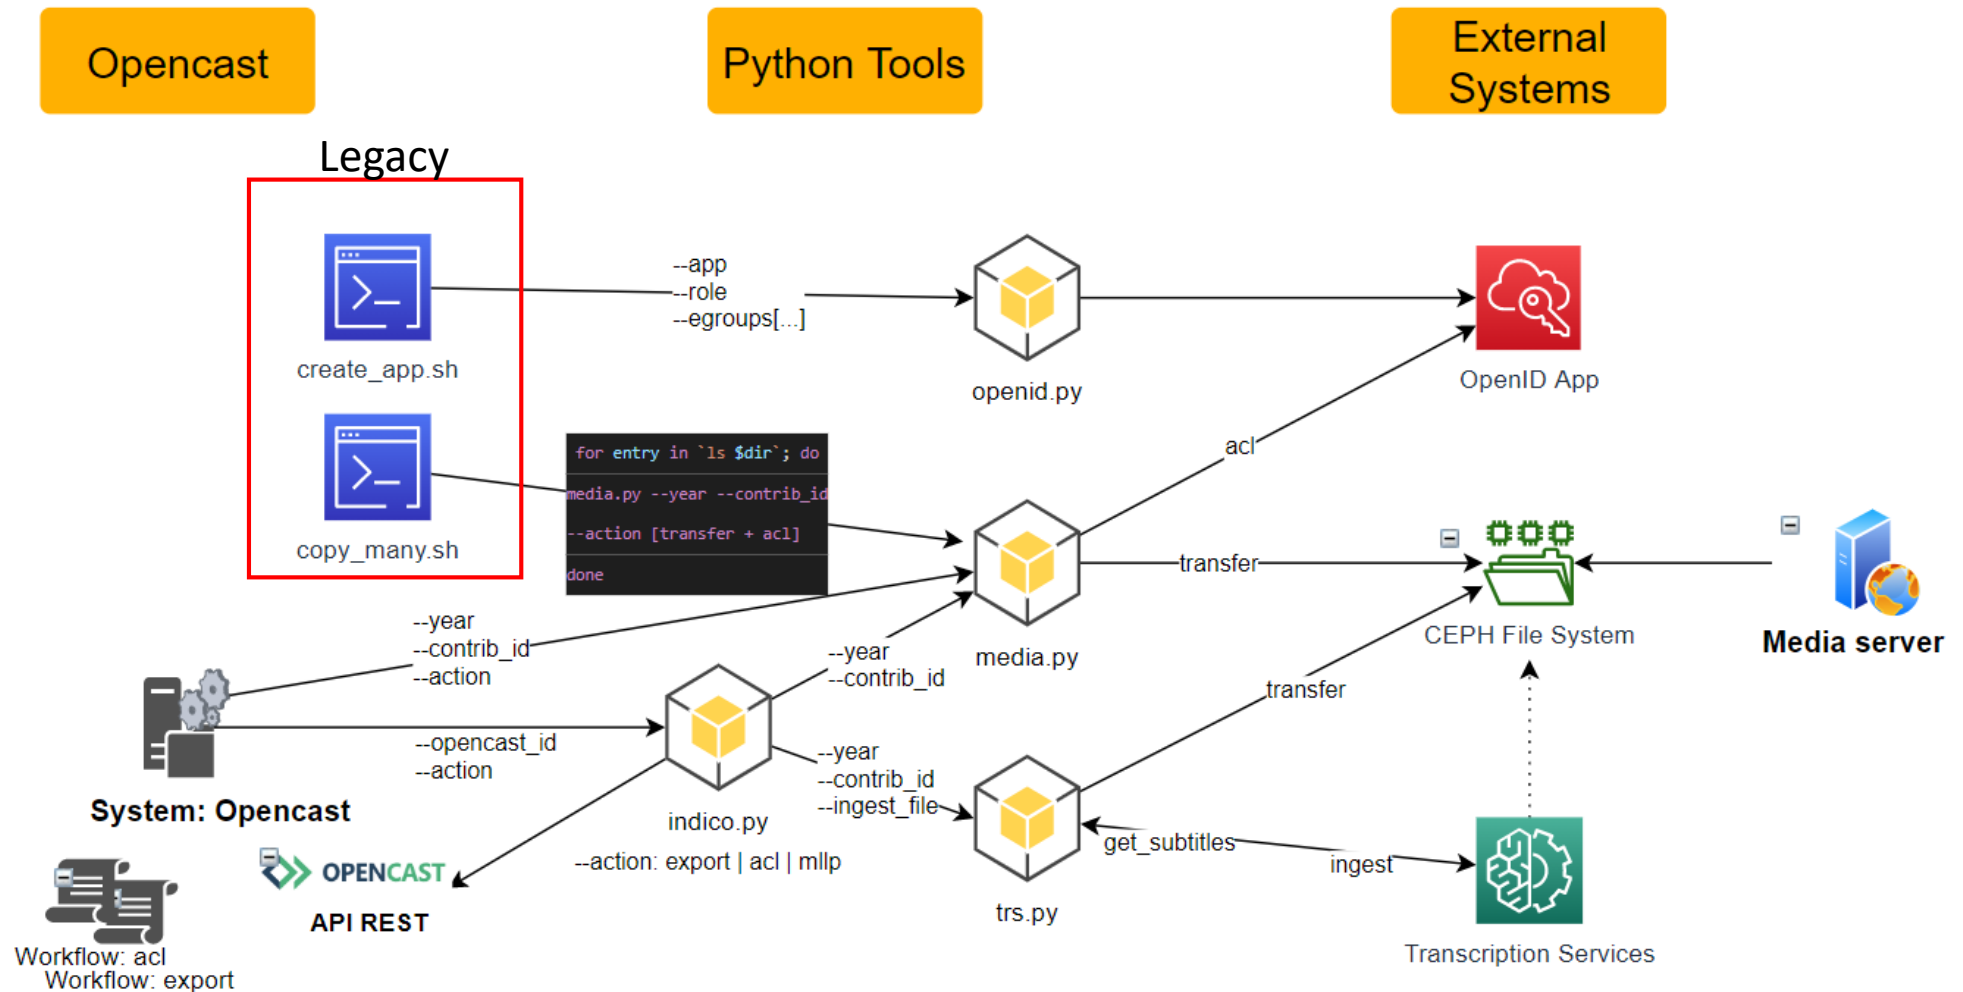 Opencast
Python Tools
External
Systems
Legacy
create_app.sh
--app
--role
--egroups[...]
openid.py
OpenID App
copy_many.sh
for entry in `ls $dir`; do
media.py --year --contrib_id
--action [transfer + acl]
done
acl
transfer
media.py
CEPH File System
Media server
--year
--contrib_id
--action
--year
--contrib_id
System: Opencast
--opencast_id
--action
indico.py
--action: export | acl | mllp
--year
--contrib_id
--ingest_file
transfer
get_subtitles
ingest
trs.py
Transcription Services
OPENCAST
API REST
Workflow: acl
Workflow: export